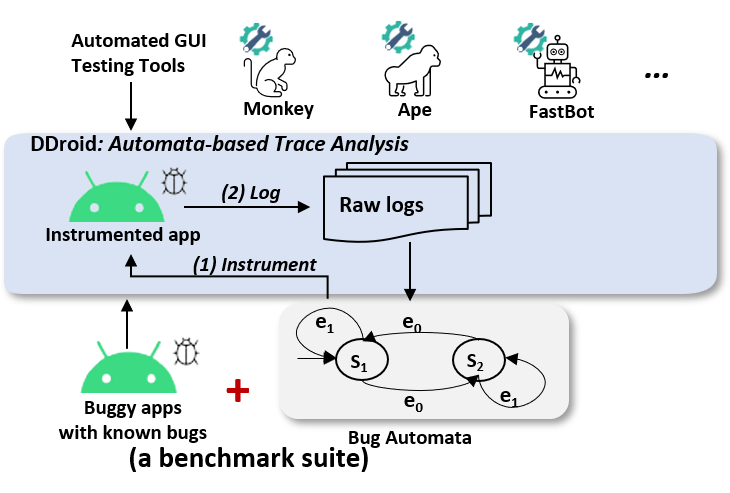 Automated GUI
Testing Tools
Monkey
Ape
FastBot
...
DDroid: Automata-based Trace Analysis
(2) Log
Raw logs
Instrumented app
(1) Instrument
e1
e0
S1
S2
e0
e1
Buggy apps
with known bugs
+
Bug Automata
(a benchmark suite)